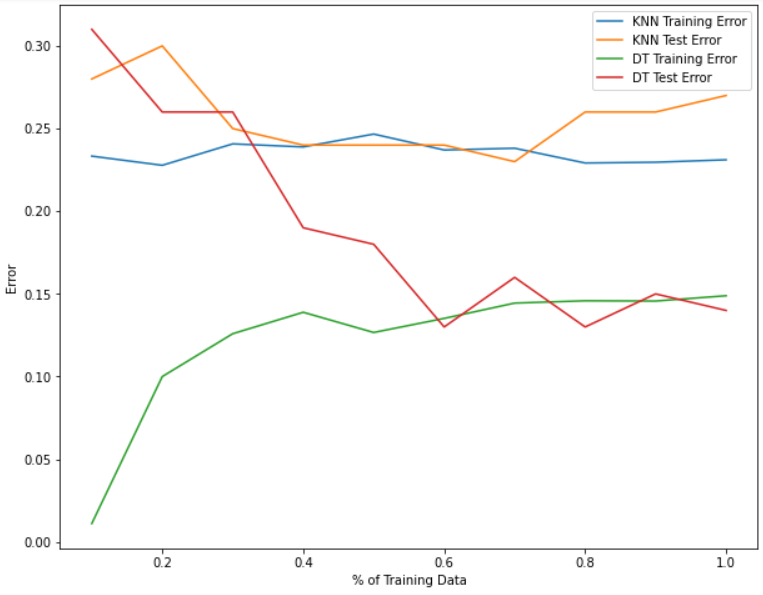 KNN Training Error
KNN Test Error
DT Training Error
DT Test Error
0.30
0.25
0.20
0.15
0.10
0.05
0.00
Error
0.2 0.4 0.6 0.8 1.0
% of Training Data